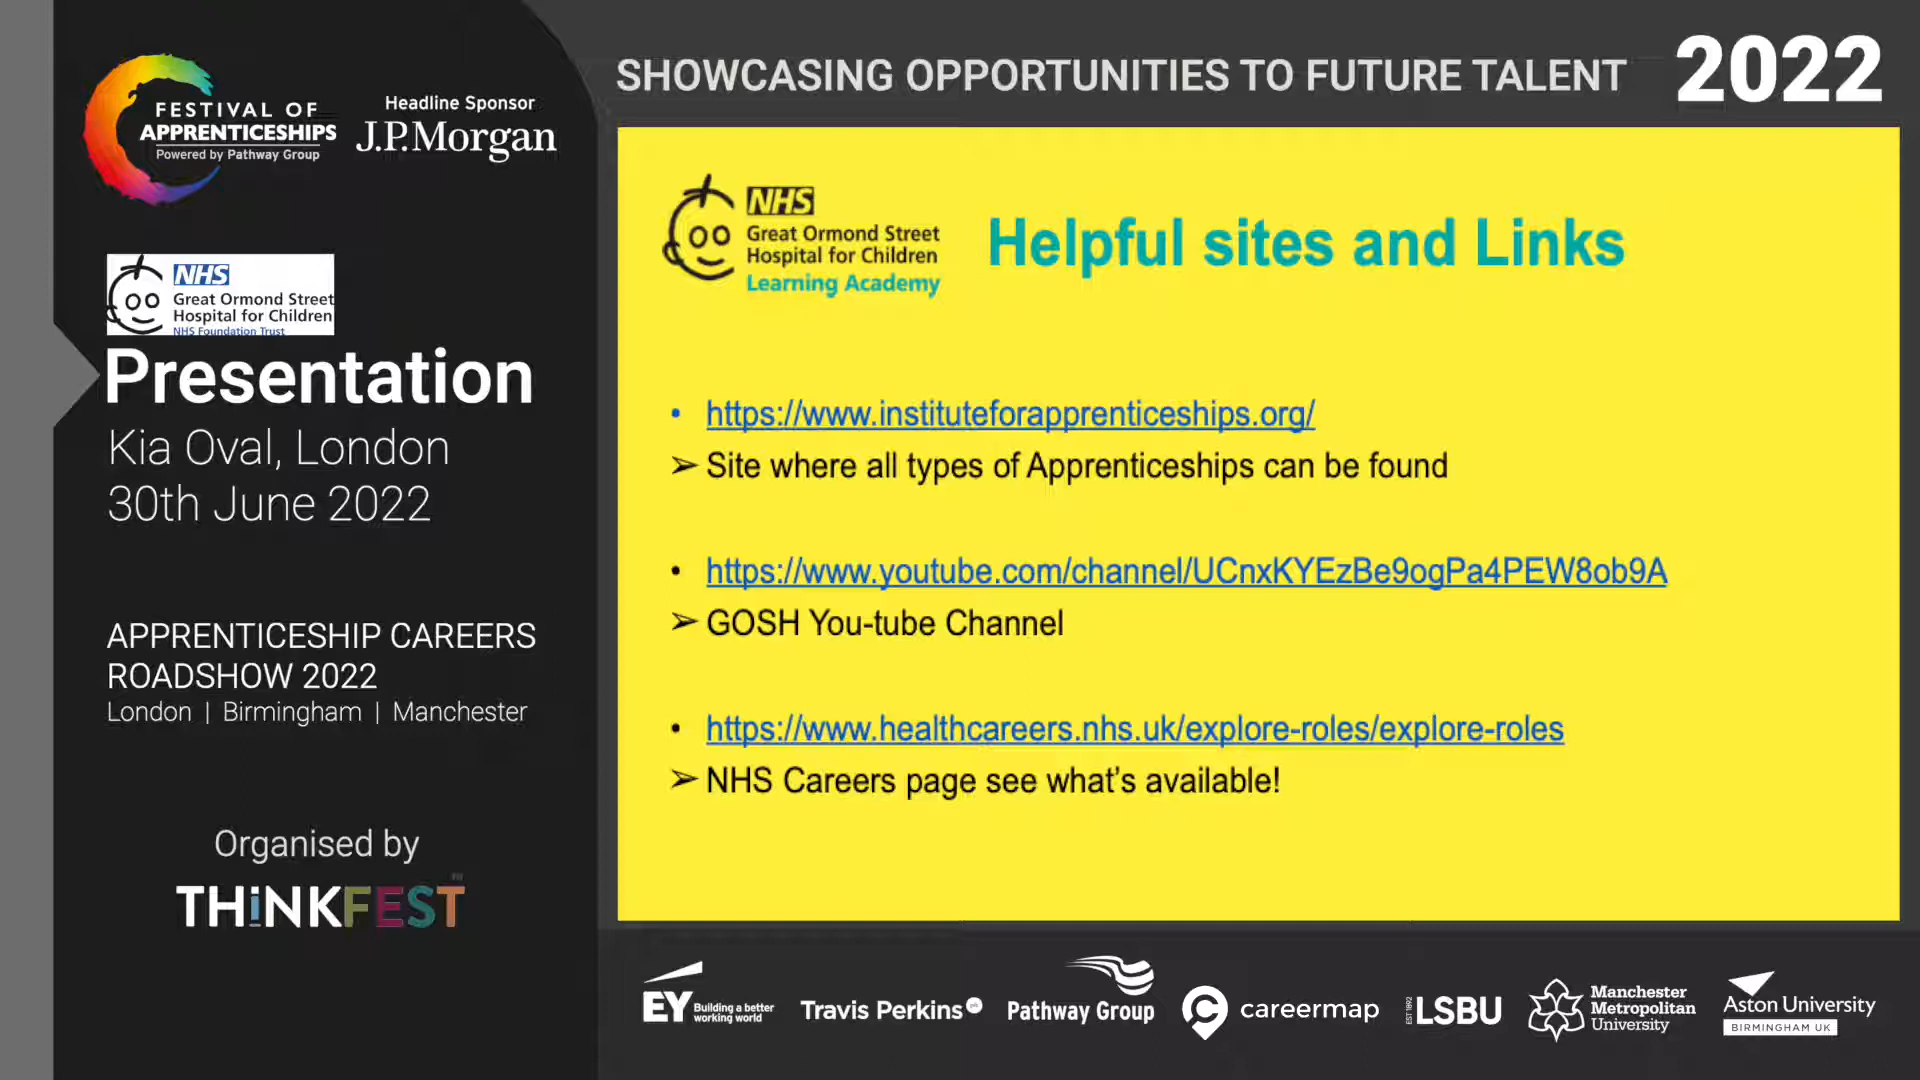 FESTIVAL OF
APPRENTICESHIPS
Powered by Pathway Group
Headline Sponsor
J.P.Morgan
SHOWCASING OPPORTUNITIES TO FUTURE TALENT 2022
NHS
Great Ormond Street
Hospital for Children
NHS Foundation Trust
Presentation
Kia Oval, London
30th June 2022
APPRENTICESHIP CAREERS
ROADSHOW 2022
London | Birmingham | Manchester
Organised by
THiNKFEST
NHS
Great Ormond Street
Hospital for Children
Learning Academy
Helpful sites and Links
• https://www.instituteforapprenticeships.org/
➢ Site where all types of Apprenticeships can be found
• https://www.youtube.com/channel/UCnxKYEzBe9ogPa4PEW8ob9A
➢ GOSH You-tube Channel
• https://www.healthcareers.nhs.uk/explore-roles/explore-roles
➢ NHS Careers page see what's available!
EY Building a better
working world
Travis Perkins plc
Pathway Group
careermap
EST 1892 LSBU
Manchester
Metropolitan
University
Aston University
BIRMINGHAM UK